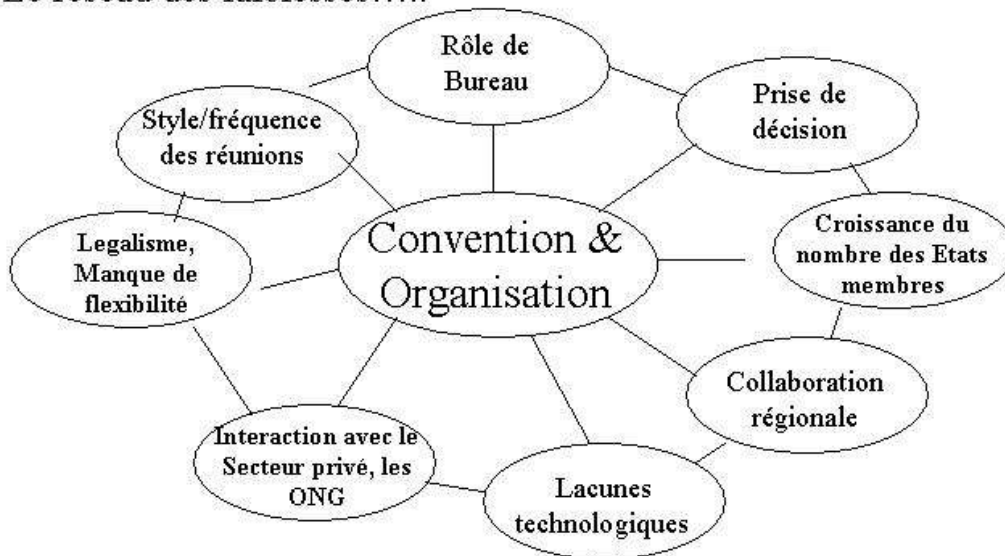 Rôle de
Bureau
Prise de
décision
Style/fréquence
des réunions
Croissance du
nombre des Etats
membres
Legalisme,
Manque de
flexibilité
Convention &
Organisation
Collaboration
régionale
Interaction avec le
Secteur privé, les
ONG
Lacunes
technologiques